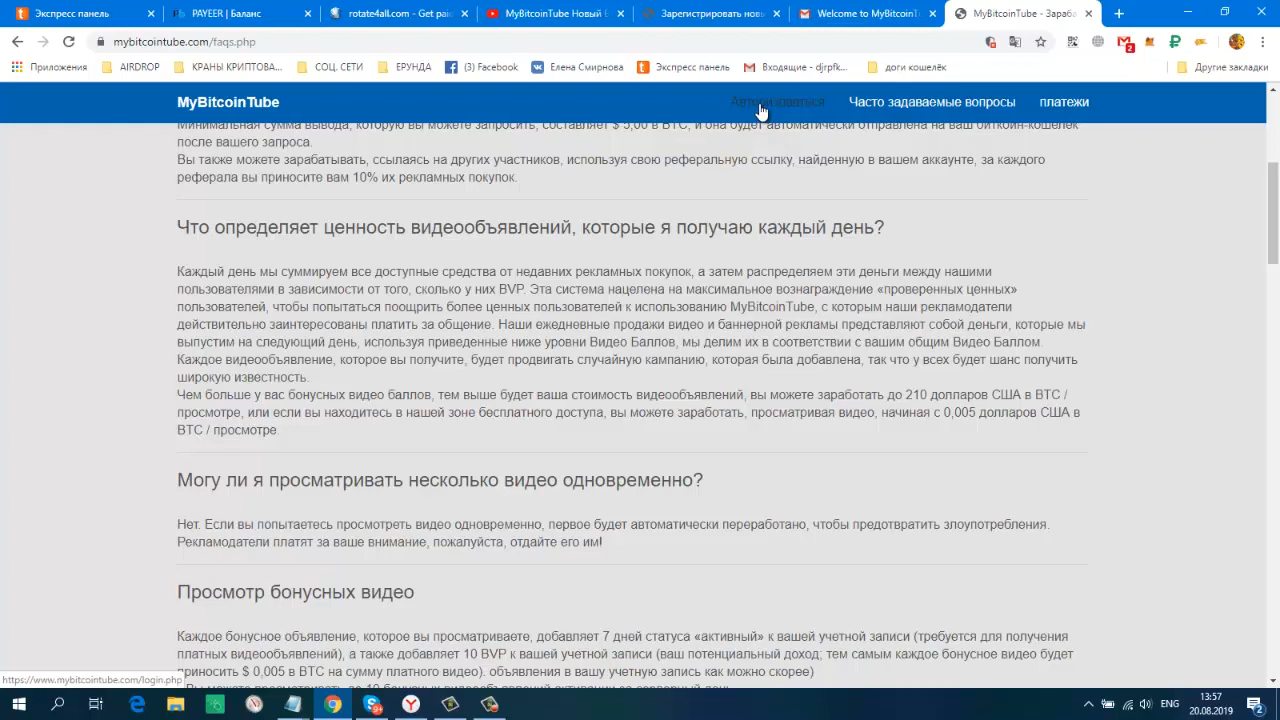 Экспресс панель
PAYEER | Баланс
rotate4all.com - Get paid
MyBitcoinTube Новый Б
Зарегистрировать новы
Welcome to MyBitcoinTu
MyBitcoinTube - Зараба
mybitcointube.com/faqs.php
2
Приложения
AIRDROP
КРАНЫ КРИПТОВА...
СОЦ. СЕТИ
ЕРУНДА
(3) Facebook
Елена Смирнова
Экспресс панель
Входящие - djrpfk...
доги кошелёк
Другие закладки
MyBitcoinTube
Авторизоваться
Часто задаваемые вопросы
платежи
Минимальная сумма вывода, которую вы можете запросить, составляет $ 5,00 в BTC, и она будет автоматически отправлена на ваш биткойн-кошелек
после вашего запроса.
Вы также можете зарабатывать, ссылаясь на других участников, используя свою реферальную ссылку, найденную в вашем аккаунте, за каждого
реферала вы приносите вам 10% их рекламных покупок.
Что определяет ценность видеообъявлений, которые я получаю каждый день?
Каждый день мы суммируем все доступные средства от недавних рекламных покупок, а затем распределяем эти деньги между нашими
пользователями в зависимости от того, сколько у них BVP. Эта система нацелена на максимальное вознаграждение «проверенных ценных»
пользователей, чтобы попытаться поощрить более ценных пользователей к использованию MyBitcoinTube, с которым наши рекламодатели
действительно заинтересованы платить за общение. Наши ежедневные продажи видео и баннерной рекламы представляют собой деньги, которые мы
выпустим на следующий день, используя приведенные ниже уровни Видео Баллов, мы делим их в соответствии с вашим общим Видео Баллом.
Каждое видеообъявление, которое вы получите, будет продвигать случайную кампанию, которая была добавлена, так что у всех будет шанс получить
широкую известность.
Чем больше у вас бонусных видео баллов, тем выше будет ваша стоимость видеообъявлений, вы можете заработать до 210 долларов США в BTC /
просмотре, или если вы находитесь в нашей зоне бесплатного доступа, вы можете заработать, просматривая видео, начиная с 0,005 долларов США в
BTC / просмотре
Могу ли я просматривать несколько видео одновременно?
Нет. Если вы попытаетесь просмотреть видео одновременно, первое будет автоматически переработано, чтобы предотвратить злоупотребления.
Рекламодатели платят за ваше внимание, пожалуйста, отдайте его им!
Просмотр бонусных видео
Каждое бонусное объявление, которое вы просматриваете, добавляет 7 дней статуса «активный» к вашей учетной записи (требуется для получения
платных видеообъявлений), а также добавляет 10 BVP к вашей учетной записи (ваш потенциальный доход; тем самым каждое бонусное видео будет
приносить $ 0,005 в BTC на сумму платного видео). объявления в вашу учетную запись как можно скорее)
https://www.mybitcointube.com/login.php
ENG
13:57
20.08.2019
2